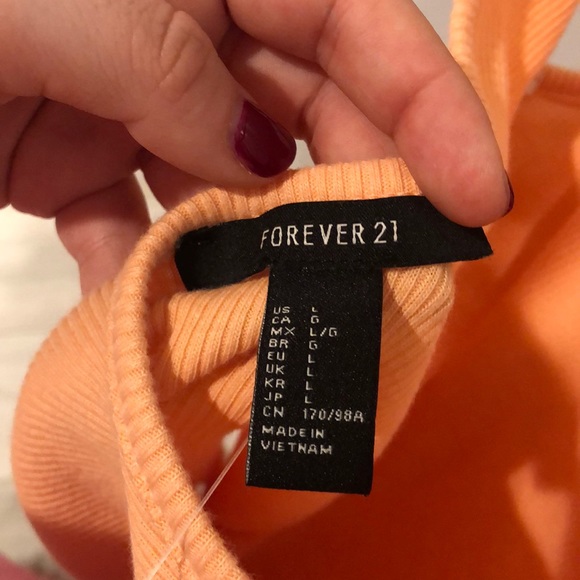 FOREVER 21
US L
CA G
MX L/G
BR G
EU L
UK L
KR L
JP L
CN 170/98A
MADE IN
VIETNAM